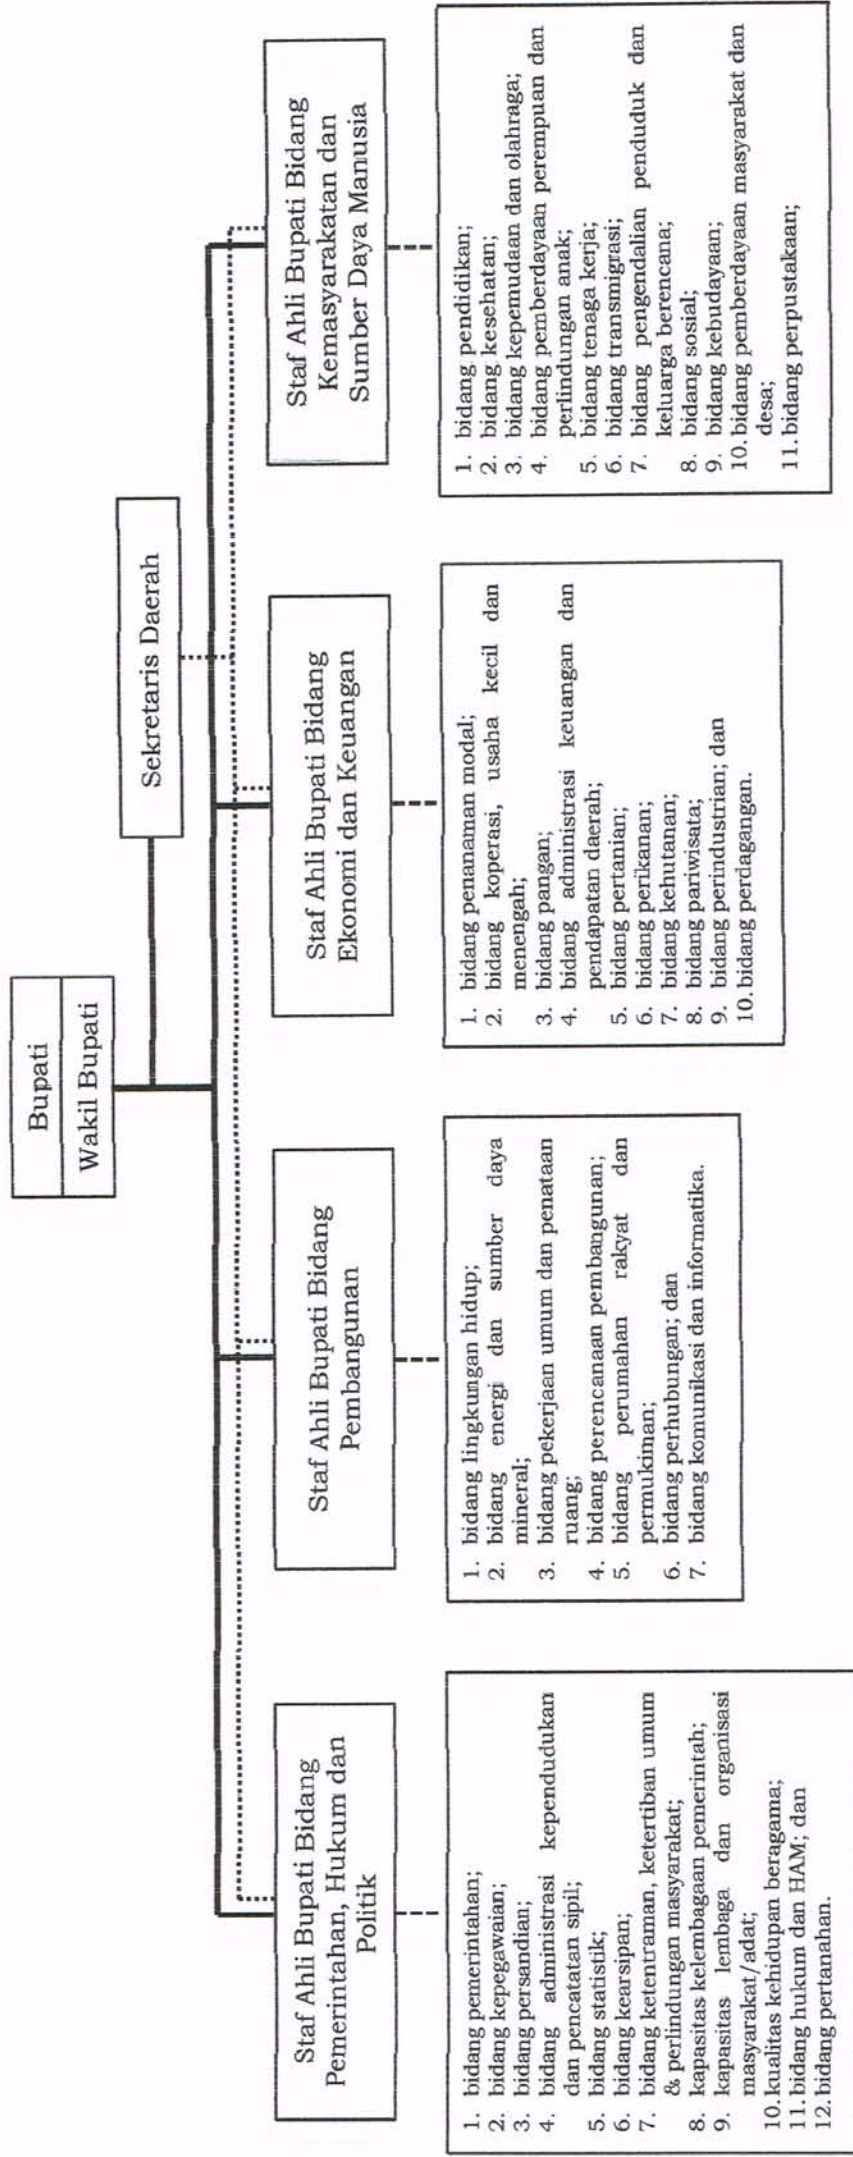 Bupati
Wakil Bupati
Sekretaris Daerah
Staf Ahli Bupati Bidang
Pemerintahan, Hukum dan
Politik
Staf Ahli Bupati Bidang
Pembangunan
Staf Ahli Bupati Bidang
Ekonomi dan Keuangan
Staf Ahli Bupati Bidang
Kemasyarakatan dan
Sumber Daya Manusia
1. bidang pemerintahan;
2. bidang kepegawaian;
3. bidang persandian;
4. bidang administrasi kependudukan
dan pencatatan sipil;
5. bidang statistik;
6. bidang kearsipan;
7. bidang ketentraman, ketertiban umum
& perlindungan masyarakat;
8. kapasitas kelembagaan pemerintah;
9. kapasitas lembaga dan organisasi
masyarakat/adat;
10. kualitas kehidupan beragama;
11. bidang hukum dan HAM; dan
12. bidang pertanahan.
1. bidang lingkungan hidup;
2. bidang energi dan sumber daya
mineral;
3. bidang pekerjaan umum dan penataan
ruang;
4. bidang perencanaan pembangunan;
5. bidang perumahan rakyat dan
permukiman;
6. bidang perhubungan; dan
7. bidang komunikasi dan informatika.
1. bidang penanaman modal;
2. bidang koperasi, usaha kecil dan
menengah;
3. bidang pangan;
4. bidang administrasi keuangan dan
pendapatan daerah;
5. bidang pertanian;
6. bidang perikanan;
7. bidang kehutanan;
8. bidang pariwisata;
9. bidang perindustrian; dan
10. bidang perdagangan.
1. bidang pendidikan;
2. bidang kesehatan;
3. bidang kepemudaan dan olahraga;
4. bidang pemberdayaan perempuan dan
perlindungan anak;
5. bidang tenaga kerja;
6. bidang transmigrasi;
7. bidang pengendalian penduduk dan
keluarga berencana;
8. bidang sosial;
9. bidang kebudayaan;
10. bidang pemberdayaan masyarakat dan
desa;
11. bidang perpustakaan;